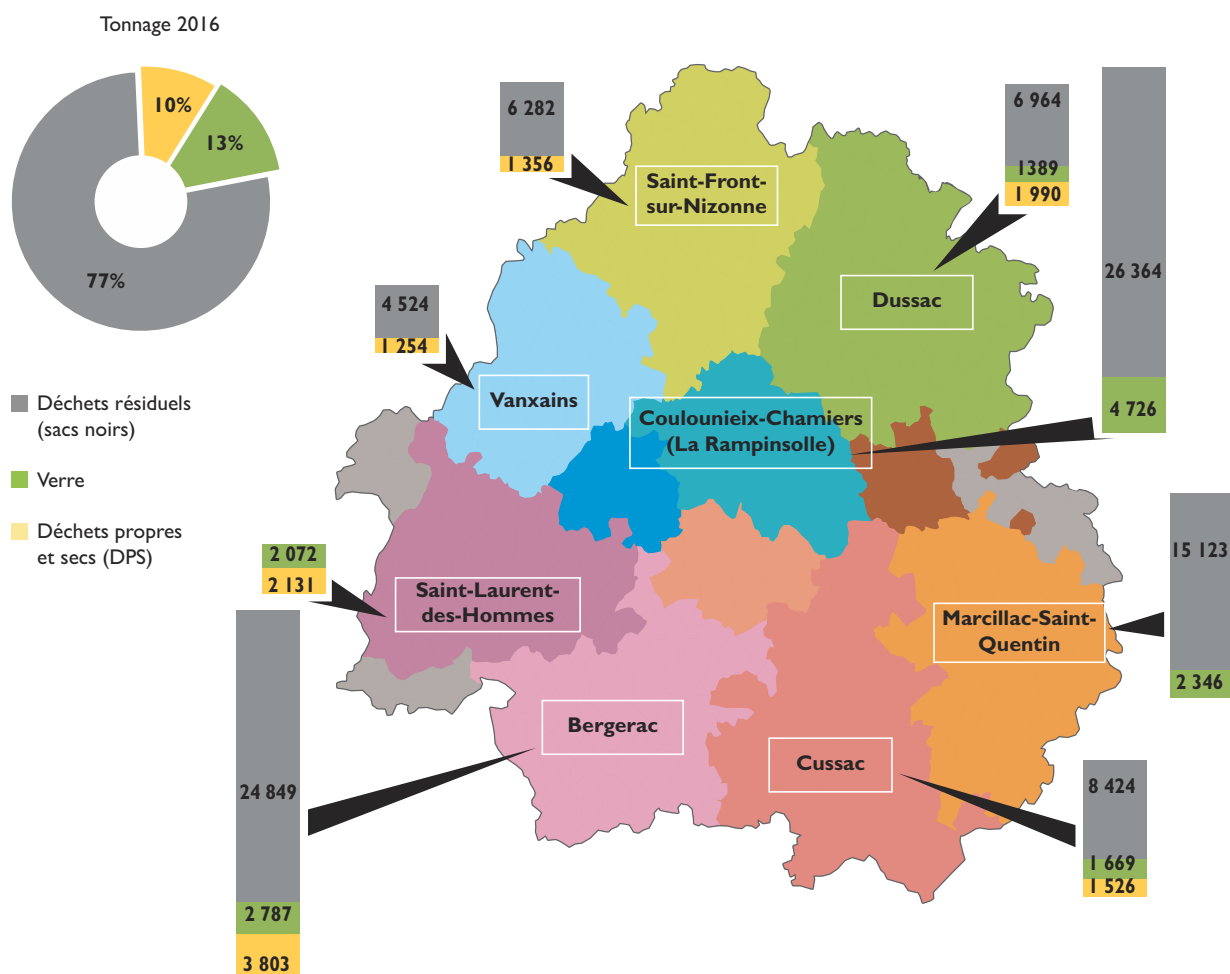 Tonnage 2016
10%
13%
77%
Déchets résiduels
(sacs noirs)
Verre
Déchets propres
et secs (DPS)
6 282
1 356
Saint-Front-
sur-Nizonne
6 964
1389
1 990
Dussac
26 364
4 726
4 524
1 254
Vanxains
Coulounieix-Chamiers
(La Rampinsolle)
2 072
2 131
Saint-Laurent-
des-Hommes
15 123
2 346
Marcillac-Saint-
Quentin
24 849
2 787
3 803
Bergerac
Cussac
8 424
1 669
1 526